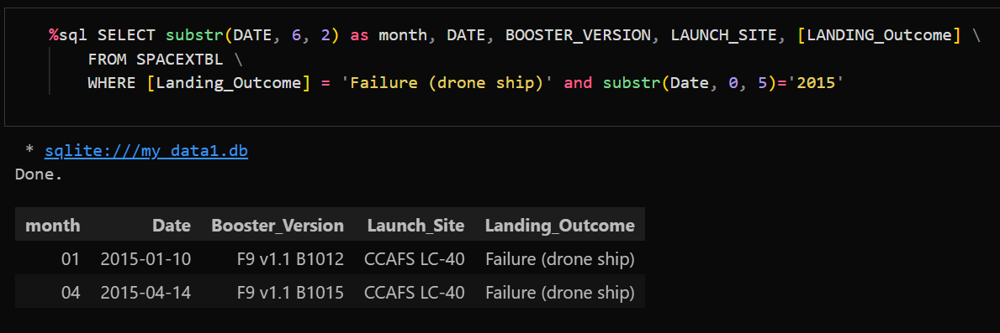 %sql SELECT substr(DATE, 6, 2) as month, DATE, BOOSTER_VERSION, LAUNCH_SITE, [LANDING_Outcome] \
FROM SPACEXTBL \
WHERE [Landing_Outcome] = 'Failure (drone ship)' and substr(Date, 0, 5)='2015'
* sqlite:///my_data1.db
Done.
month Date Booster_Version Launch_Site Landing_Outcome
01 2015-01-10 F9 v1.1 B1012 CCAFS LC-40 Failure (drone ship)
04 2015-04-14 F9 v1.1 B1015 CCAFS LC-40 Failure (drone ship)